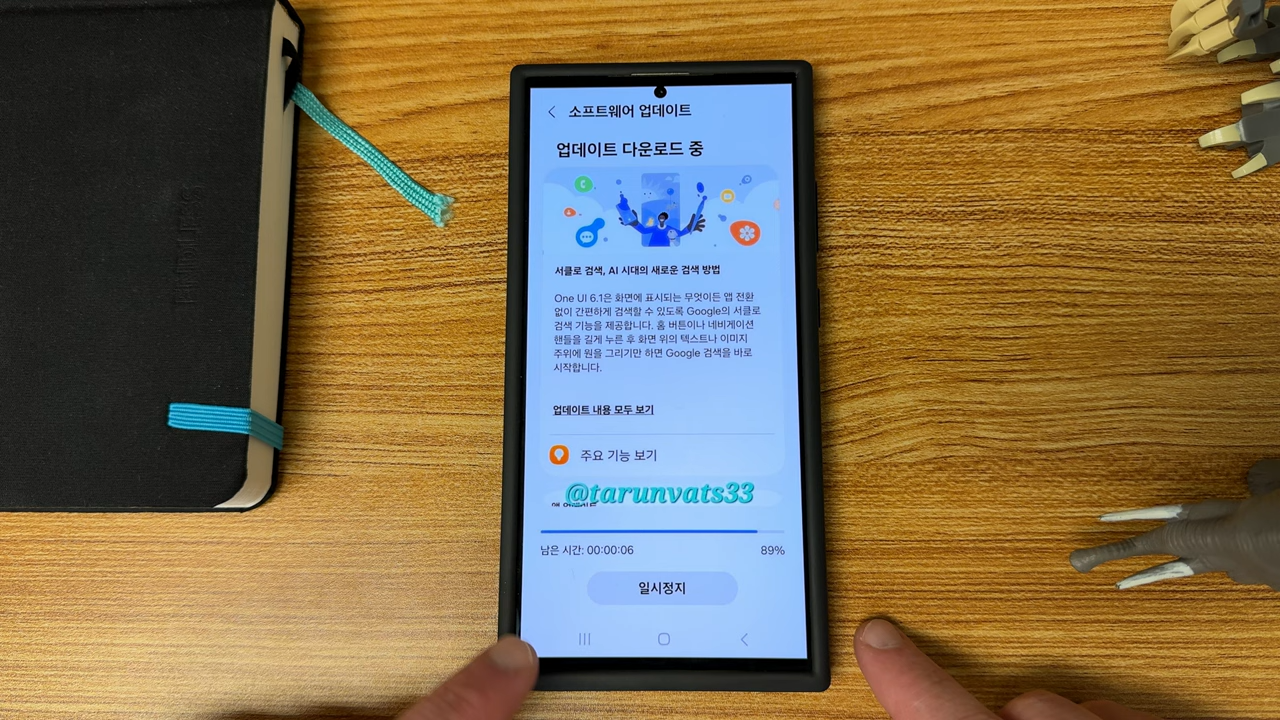 소프트웨어 업데이트
업데이트 다운로드 중
서클로 검색, AI 시대의 새로운 검색 방법
One UI 6.1은 화면에 표시되는 무엇이든 앱 전환
없이 간편하게 검색할 수 있도록 Google의 서클로
검색 기능을 제공합니다. 홈 버튼이나 네비게이션
핸들을 길게 누른 후 화면 위의 텍스트나 이미지
주위에 원을 그리기만 하면 Google 검색을 바로
시작합니다.
업데이트 내용 모두 보기
주요 기능 보기
@tarunvats33
남은 시간: 00:00:06
89%
일시정지